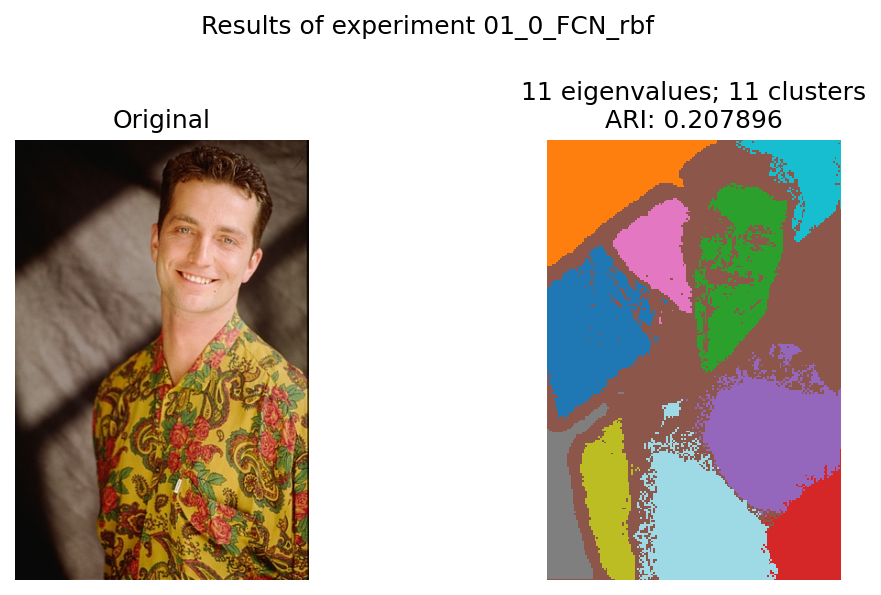 Results of experiment 01_0_FCN_rbf
Original
11 eigenvalues; 11 clusters
ARI: 0.207896